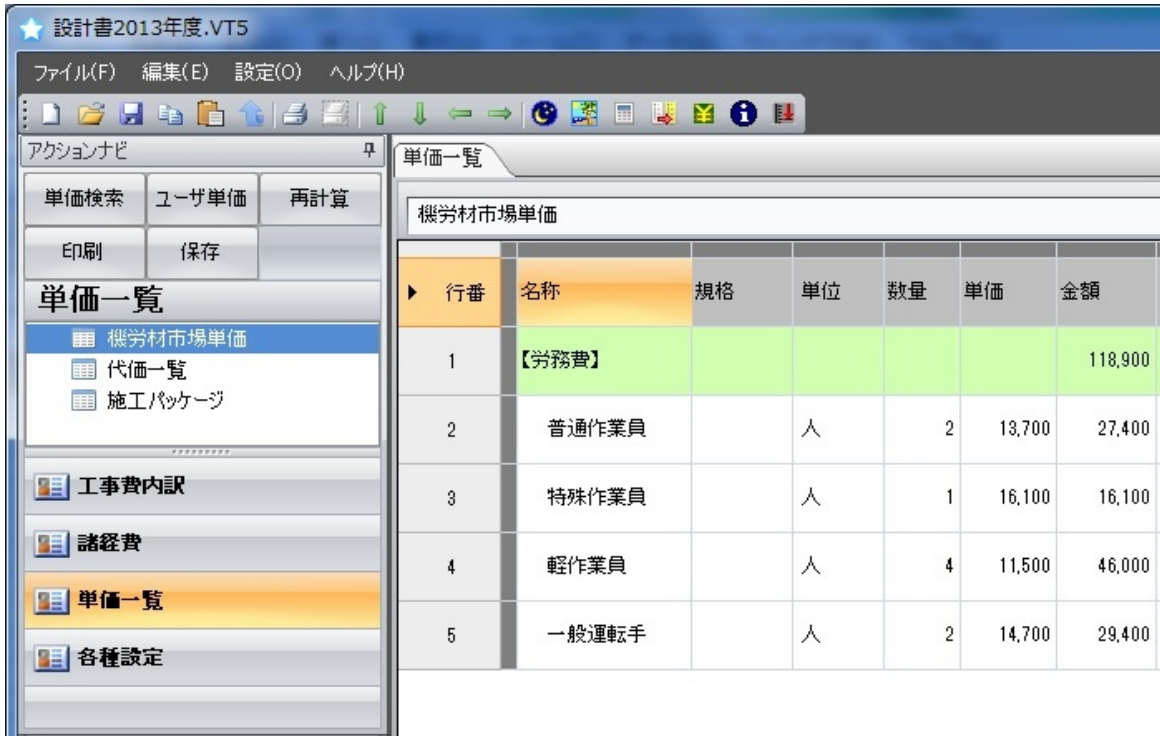 設計書2013年度.VT5
ファイル(F) 編集(E) 設定(O) ヘルプ(H)
アクションナビ
単価検索 ユーザ単価 再計算
印刷 保存
単価一覧
機労材市場単価
代価一覧
施工パッケージ
工事費内訳
諸経費
単価一覧
各種設定
単価一覧
機労材市場単価
行番 名称 規格 単位 数量 単価 金額
1 【労務費】 118,900
2 普通作業員 人 2 13,700 27,400
3 特殊作業員 人 1 16,100 16,100
4 軽作業員 人 4 11,500 46,000
5 一般運転手 人 2 14,700 29,400